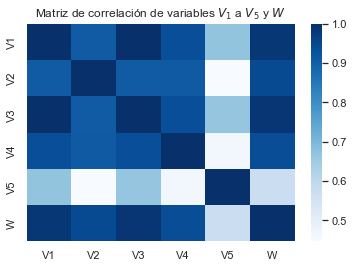 Matriz de correlación de variables V₁ a V₅ y W
V1
V2
V3
V4
V5
W
V1 V2 V3 V4 V5 W
1.0
0.9
0.8
0.7
0.6
0.5